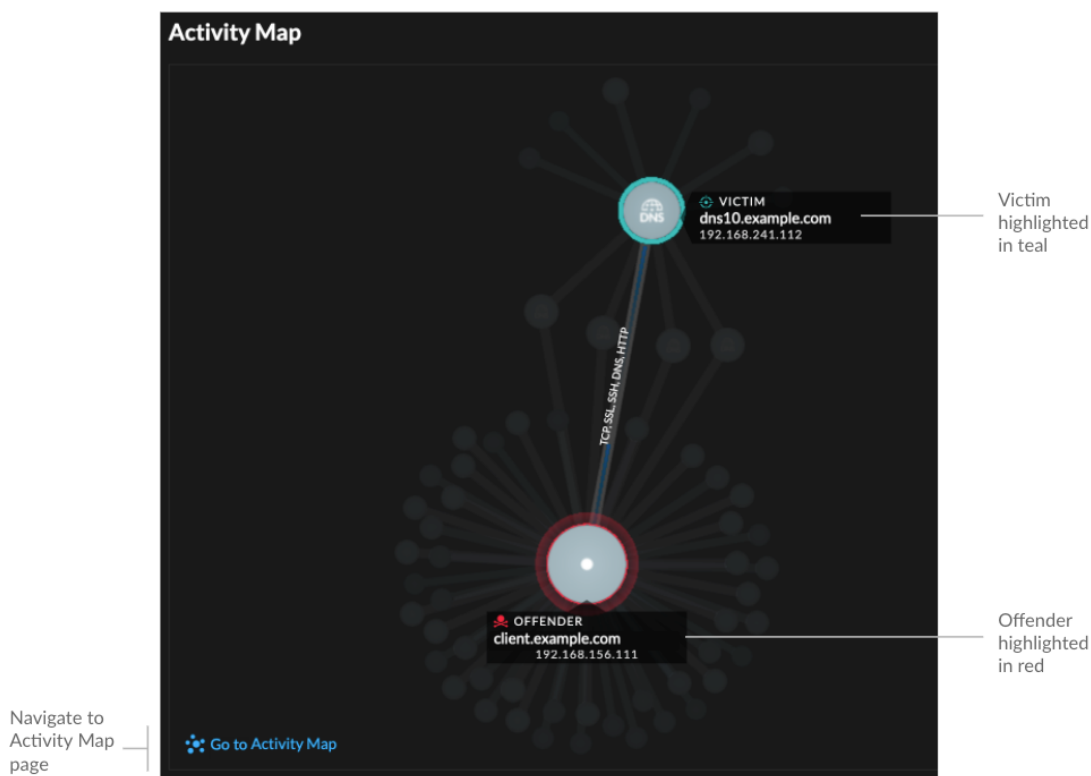 Activity Map
DNS
VICTIM
dns10.example.com
192.168.241.112
Victim
highlighted
in teal
TCP, SSL, SSH, DNS, HTTP
OFFENDER
client.example.com
192.168.156.111
Offender
highlighted
in red
Navigate to
Activity Map
page
Go to Activity Map